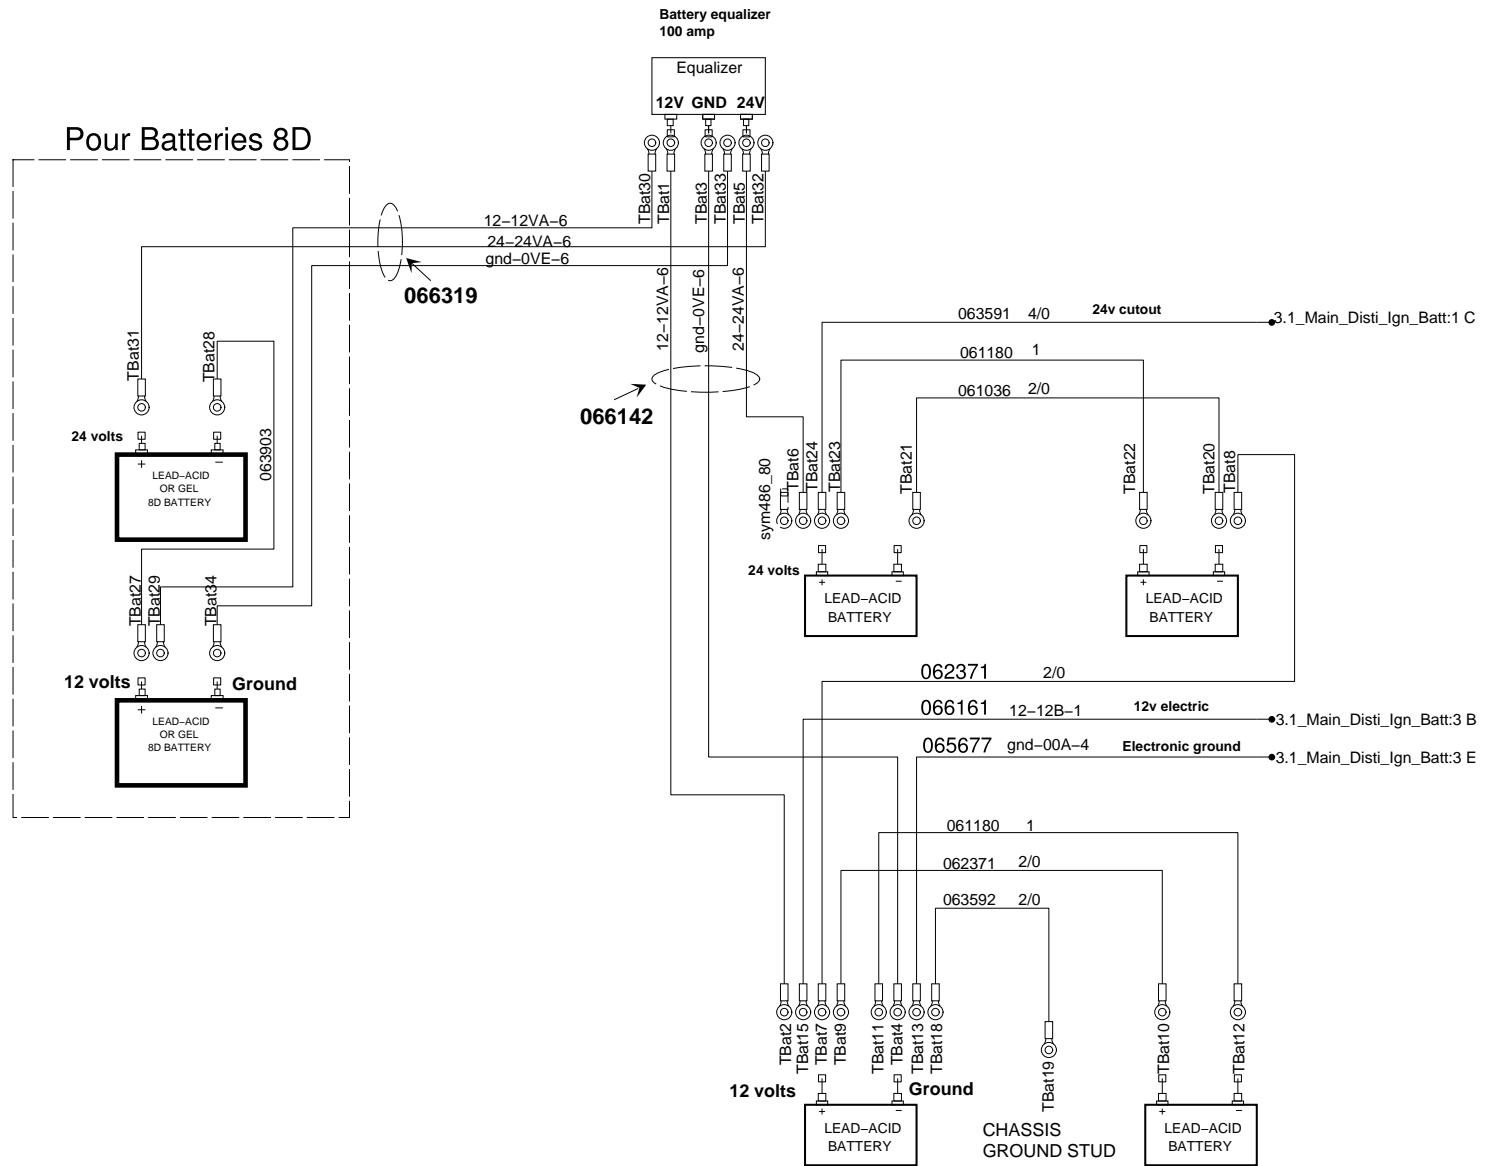 Battery equalizer
100 amp
Equalizer
12V GND 24V
Pour Batteries 8D
TBat30
TBat1
TBat3
TBat33
TBat5
TBat32
12-12VA-6
24-24VA-6
gnd-0VE-6
066319
12-12VA-6
gnd-0VE-6
24-24VA-6
066142
063591 4/0 24v cutout
3.1_Main_Disti_Ign_Batt:1 C
061180 1
061036 2/0
TBat31
TBat28
063903
24 volts
+ -
LEAD-ACID
OR GEL
8D BATTERY
TBat27
TBat29
TBat34
12 volts
Ground
+ -
LEAD-ACID
OR GEL
8D BATTERY
sym486_80
TBat6
TBat24
TBat23
TBat21
TBat22
TBat20
TBat8
24 volts
+ -
LEAD-ACID
BATTERY
+ -
LEAD-ACID
BATTERY
062371 2/0
066161 12-12B-1 12v electric
3.1_Main_Disti_Ign_Batt:3 B
065677 gnd-00A-4 Electronic ground
3.1_Main_Disti_Ign_Batt:3 E
061180 1
062371 2/0
063592 2/0
TBat2
TBat15
TBat7
TBat9
TBat11
TBat4
TBat13
TBat18
TBat19
TBat10
TBat12
12 volts
Ground
+ -
LEAD-ACID
BATTERY
CHASSIS
GROUND STUD
+ -
LEAD-ACID
BATTERY